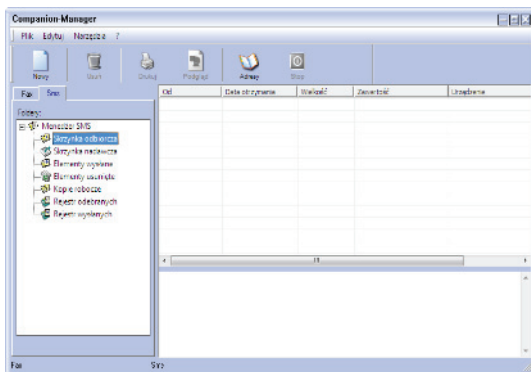 Companion-Manager
Plik Edytuj Narzędzia ?
Nowy Usuń Drukuj Podgląd Adresy Stop
Fax Sms
Foldery:
Menedżer SMS
Skrzynka odbiorcza
Skrzynka nadawcza
Elementy wysłane
Elementy usunięte
Kopie robocze
Rejestr odebranych
Rejestr wysłanych
Od Data otrzymania Wielkość Zawartość Urządzenie
Fax Sms